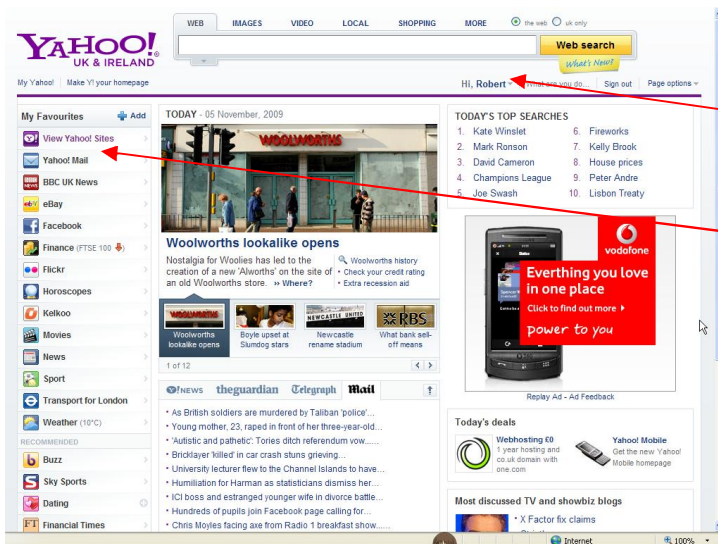 WEB IMAGES VIDEO LOCAL SHOPPING MORE the web uk only
YAHOO!
UK & IRELAND
Web search
What's New?
My Yahoo! Make Y! your homepage
Hi, Robert What are you do... Sign out Page options
My Favourites Add
View Yahoo! Sites
Yahoo! Mail
BBC UK News
eBay
Facebook
Finance (FTSE 100 )
Flickr
Horoscopes
Kelkoo
Movies
News
Sport
Transport for London
Weather (10°C)
RECOMMENDED
Buzz
Sky Sports
Dating
FT Financial Times
TODAY - 05 November, 2009
WOOLWORTHS
Woolworths lookalike opens
Nostalgia for Woolies has led to the
creation of a new 'Alworths' on the site of
an old Woolworths store. » Where?
Woolworths history
• Check your credit rating
• Extra recession aid
WOOLWORTHS
NEWCASTLE UNITED
RBS
Woolworths
lookalike opens
Boyle upset at
Slumdog stars
Newcastle
rename stadium
What bank sell-
off means
1 of 12
Y!NEWS theguardian Telegraph Mail
• As British soldiers are murdered by Taliban 'police'...
• Young mother, 23, raped in front of her three-year-old...
• 'Autistic and pathetic': Tories ditch referendum vow......
• Bricklayer 'killed' in car crash stuns grieving...
• University lecturer flew to the Channel Islands to have...
• Humiliation for Harman as statisticians dismiss her...
• ICI boss and estranged younger wife in divorce battle...
• Hundreds of pupils join Facebook page calling for...
• Chris Moyles facing axe from Radio 1 breakfast show......
TODAY'S TOP SEARCHES
1. Kate Winslet
2. Mark Ronson
3. David Cameron
4. Champions League
5. Joe Swash
6. Fireworks
7. Kelly Brook
8. House prices
9. Peter Andre
10. Lisbon Treaty
vodafone
Everthing you love
in one place
Click to find out more
power to you
Replay Ad - Ad Feedback
Today's deals
Webhosting £0
1 year hosting and
co.uk domain with
one.com
Yahoo! Mobile
Get the new Yahoo!
Mobile homepage
Most discussed TV and showbiz blogs
• X Factor fix claims
Internet 100%